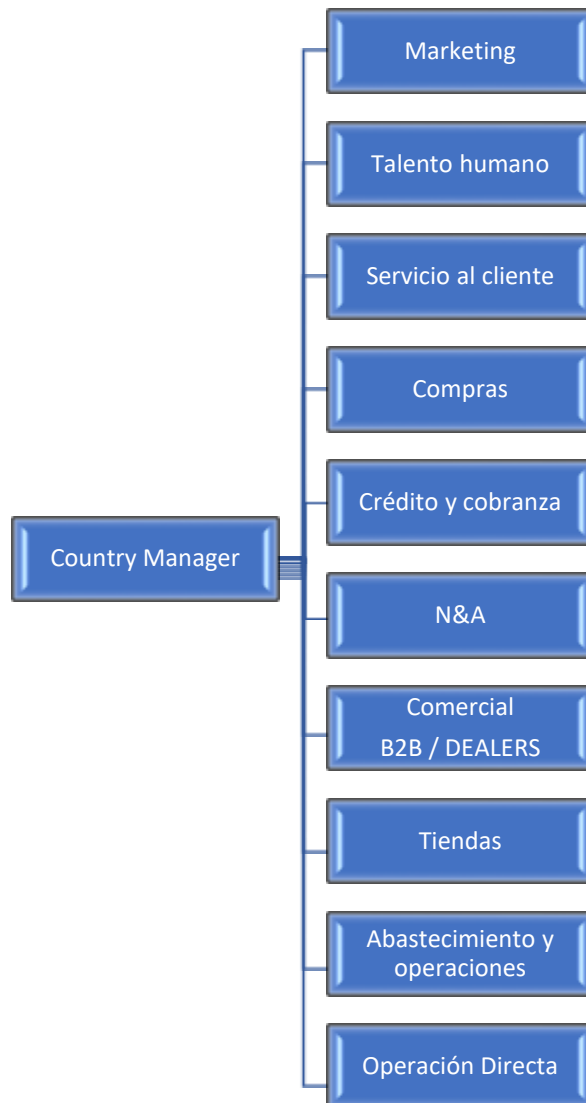 Marketing
Talento humano
Servicio al cliente
Compras
Crédito y cobranza
Country Manager
N&A
Comercial
B2B / DEALERS
Tiendas
Abastecimiento y
operaciones
Operación Directa